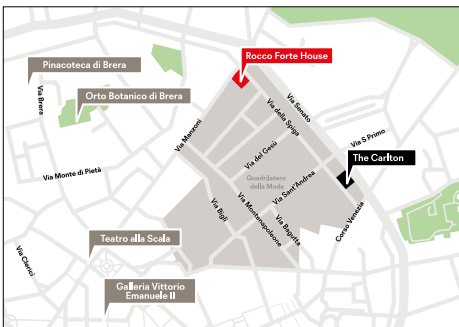 Rocco Forte House
Pinacoteca di Brera
Via Brera
Orto Botanico di Brera
Via Senato
Via della Spiga
Via Manzoni
Via S Primo
Via del Gesù
The Carlton
Via Monte di Pietà
Quadrilatero
della Moda
Via Sant'Andrea
Via Bigli
Via Montenapoleone
Via Bagutta
Corso Venezia
Teatro alla Scala
Via Clerici
Galleria Vittorio
Emanuele II